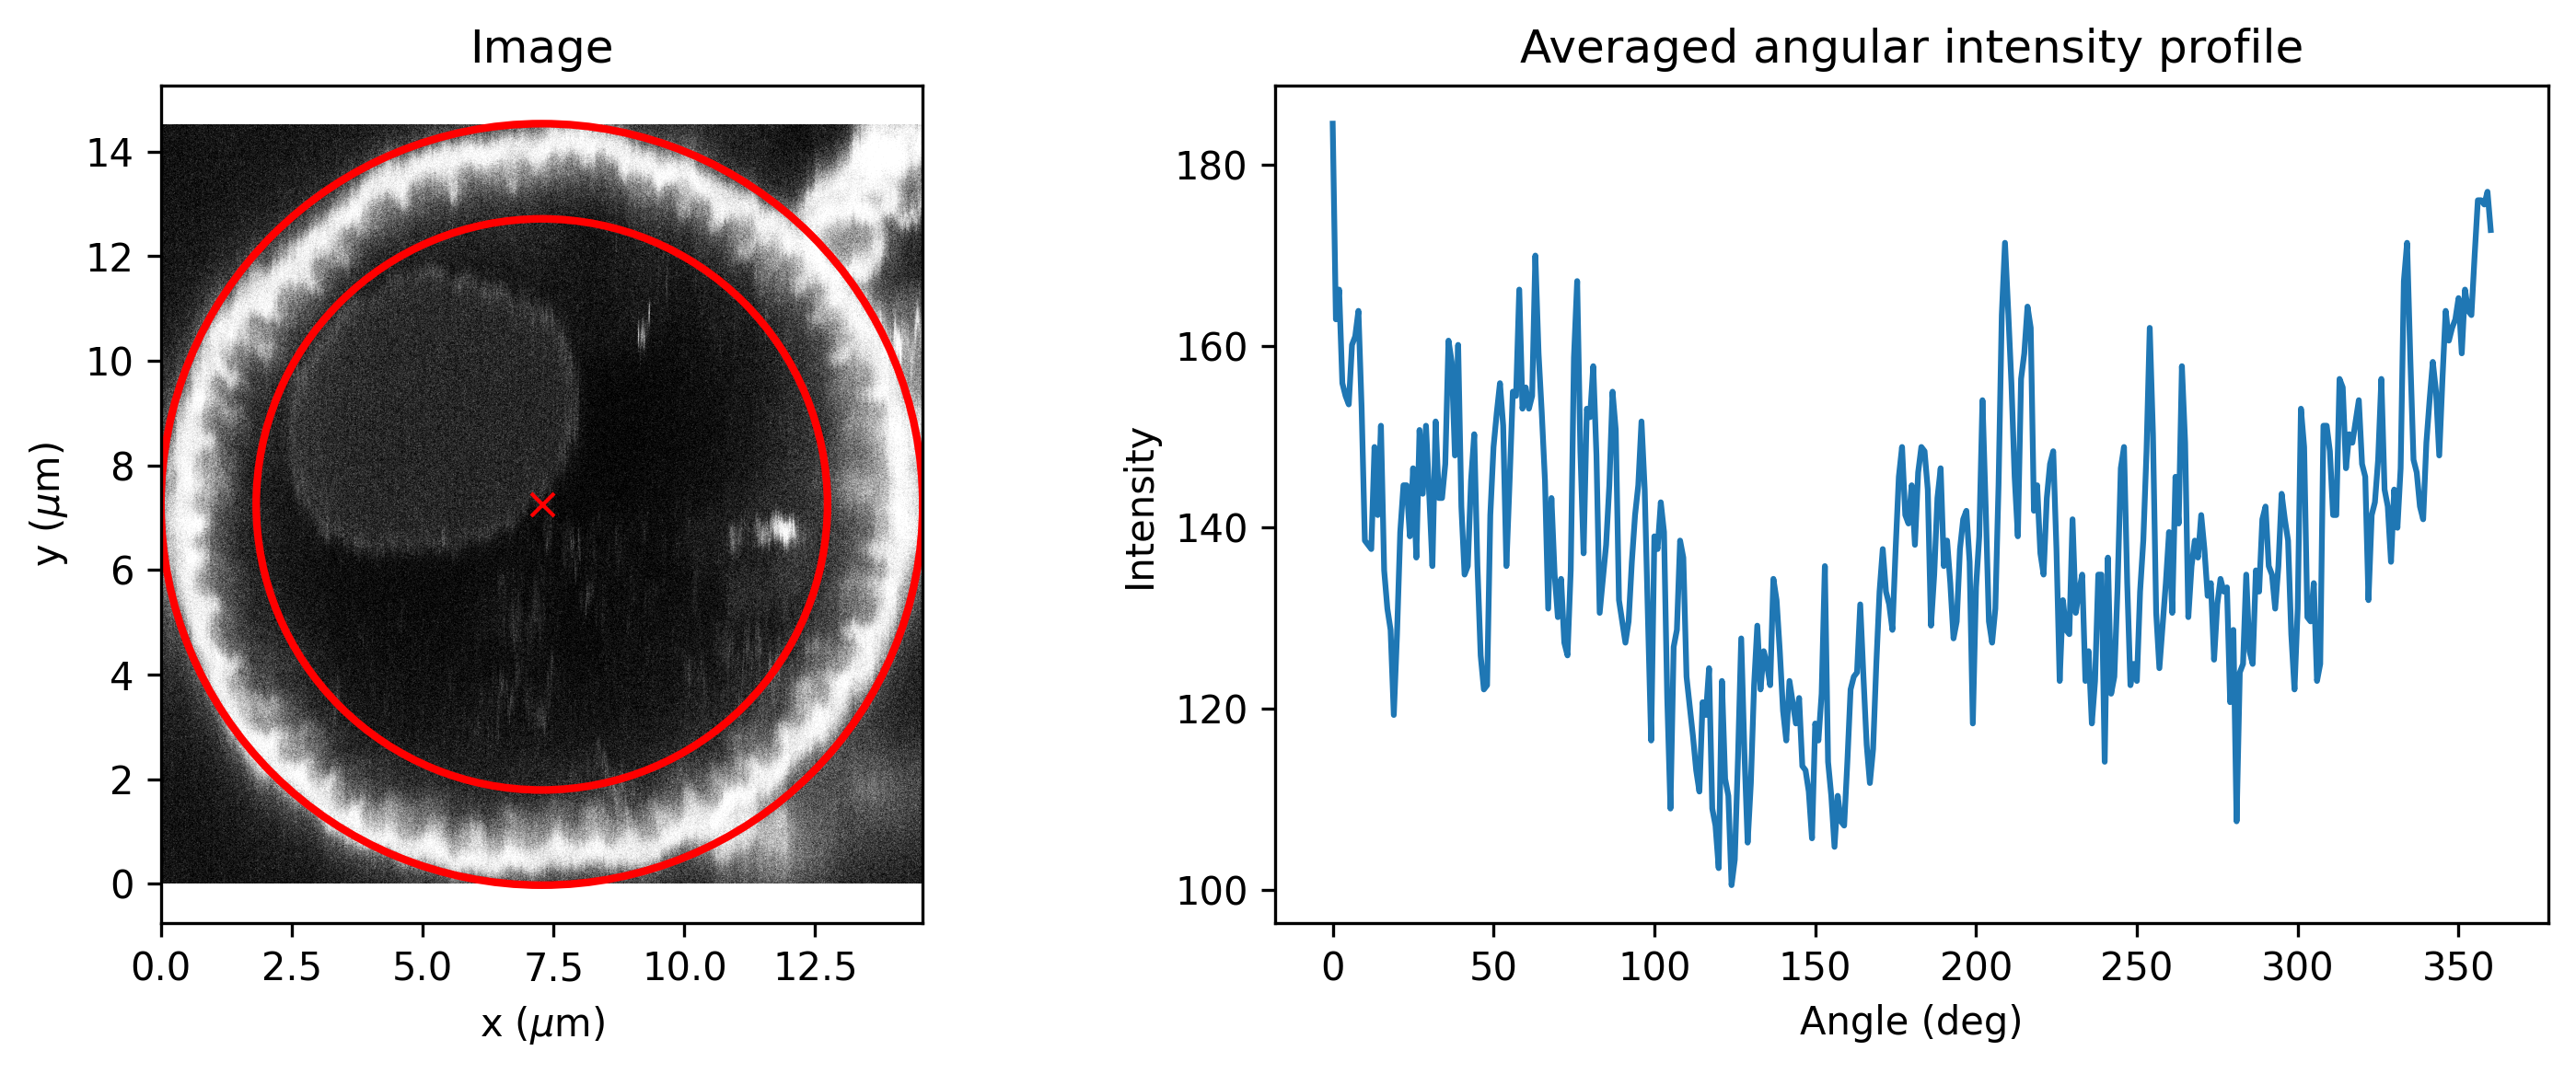 Image
14
12
10
8
6
4
2
0
y (μm)
0.0 2.5 5.0 7.5 10.0 12.5
x (μm)
Averaged angular intensity profile
180
160
140
120
100
Intensity
0 50 100 150 200 250 300 350
Angle (deg)